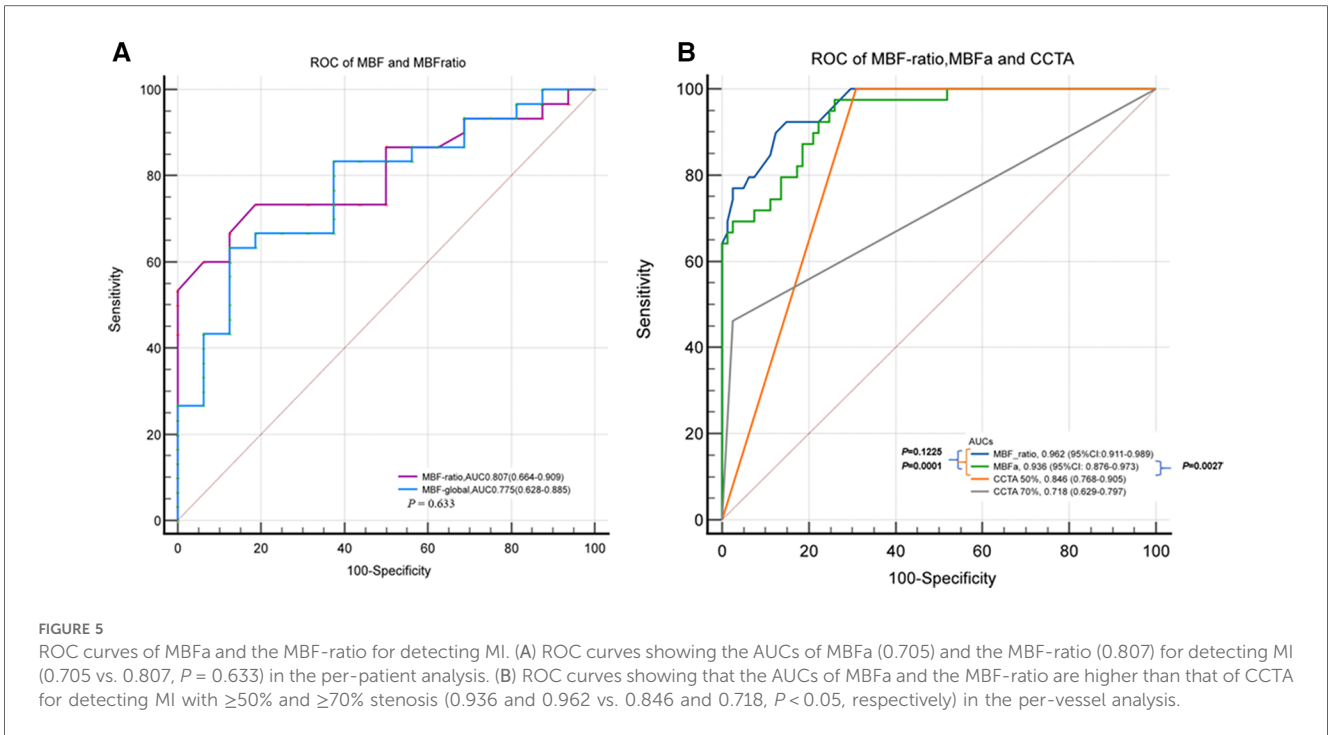 A
ROC of MBF and MBFratio
100
80
60
40
20
0
Sensitivity
MBF-ratio,AUC0.807(0.664-0.909)
MBF-global,AUC0.775(0.628-0.885)
P = 0.633
0 20 40 60 80 100
100-Specificity
B
ROC of MBF-ratio,MBFa and CCTA
100
80
60
40
20
0
Sensitivity
AUCs
P=0.1225
P=0.0001
MBF_ratio, 0.962 (95%CI:0.911-0.989)
MBFa, 0.936 (95%CI: 0.876-0.973)
CCTA 50%, 0.846 (0.768-0.905)
CCTA 70%, 0.718 (0.629-0.797)
P=0.0027
0 20 40 60 80 100
100-Specificity
FIGURE 5
ROC curves of MBFa and the MBF-ratio for detecting MI. (A) ROC curves showing the AUCs of MBFa (0.705) and the MBF-ratio (0.807) for detecting MI
(0.705 vs. 0.807, P = 0.633) in the per-patient analysis. (B) ROC curves showing that the AUCs of MBFa and the MBF-ratio are higher than that of CCTA
for detecting MI with ≥50% and ≥70% stenosis (0.936 and 0.962 vs. 0.846 and 0.718, P < 0.05, respectively) in the per-vessel analysis.